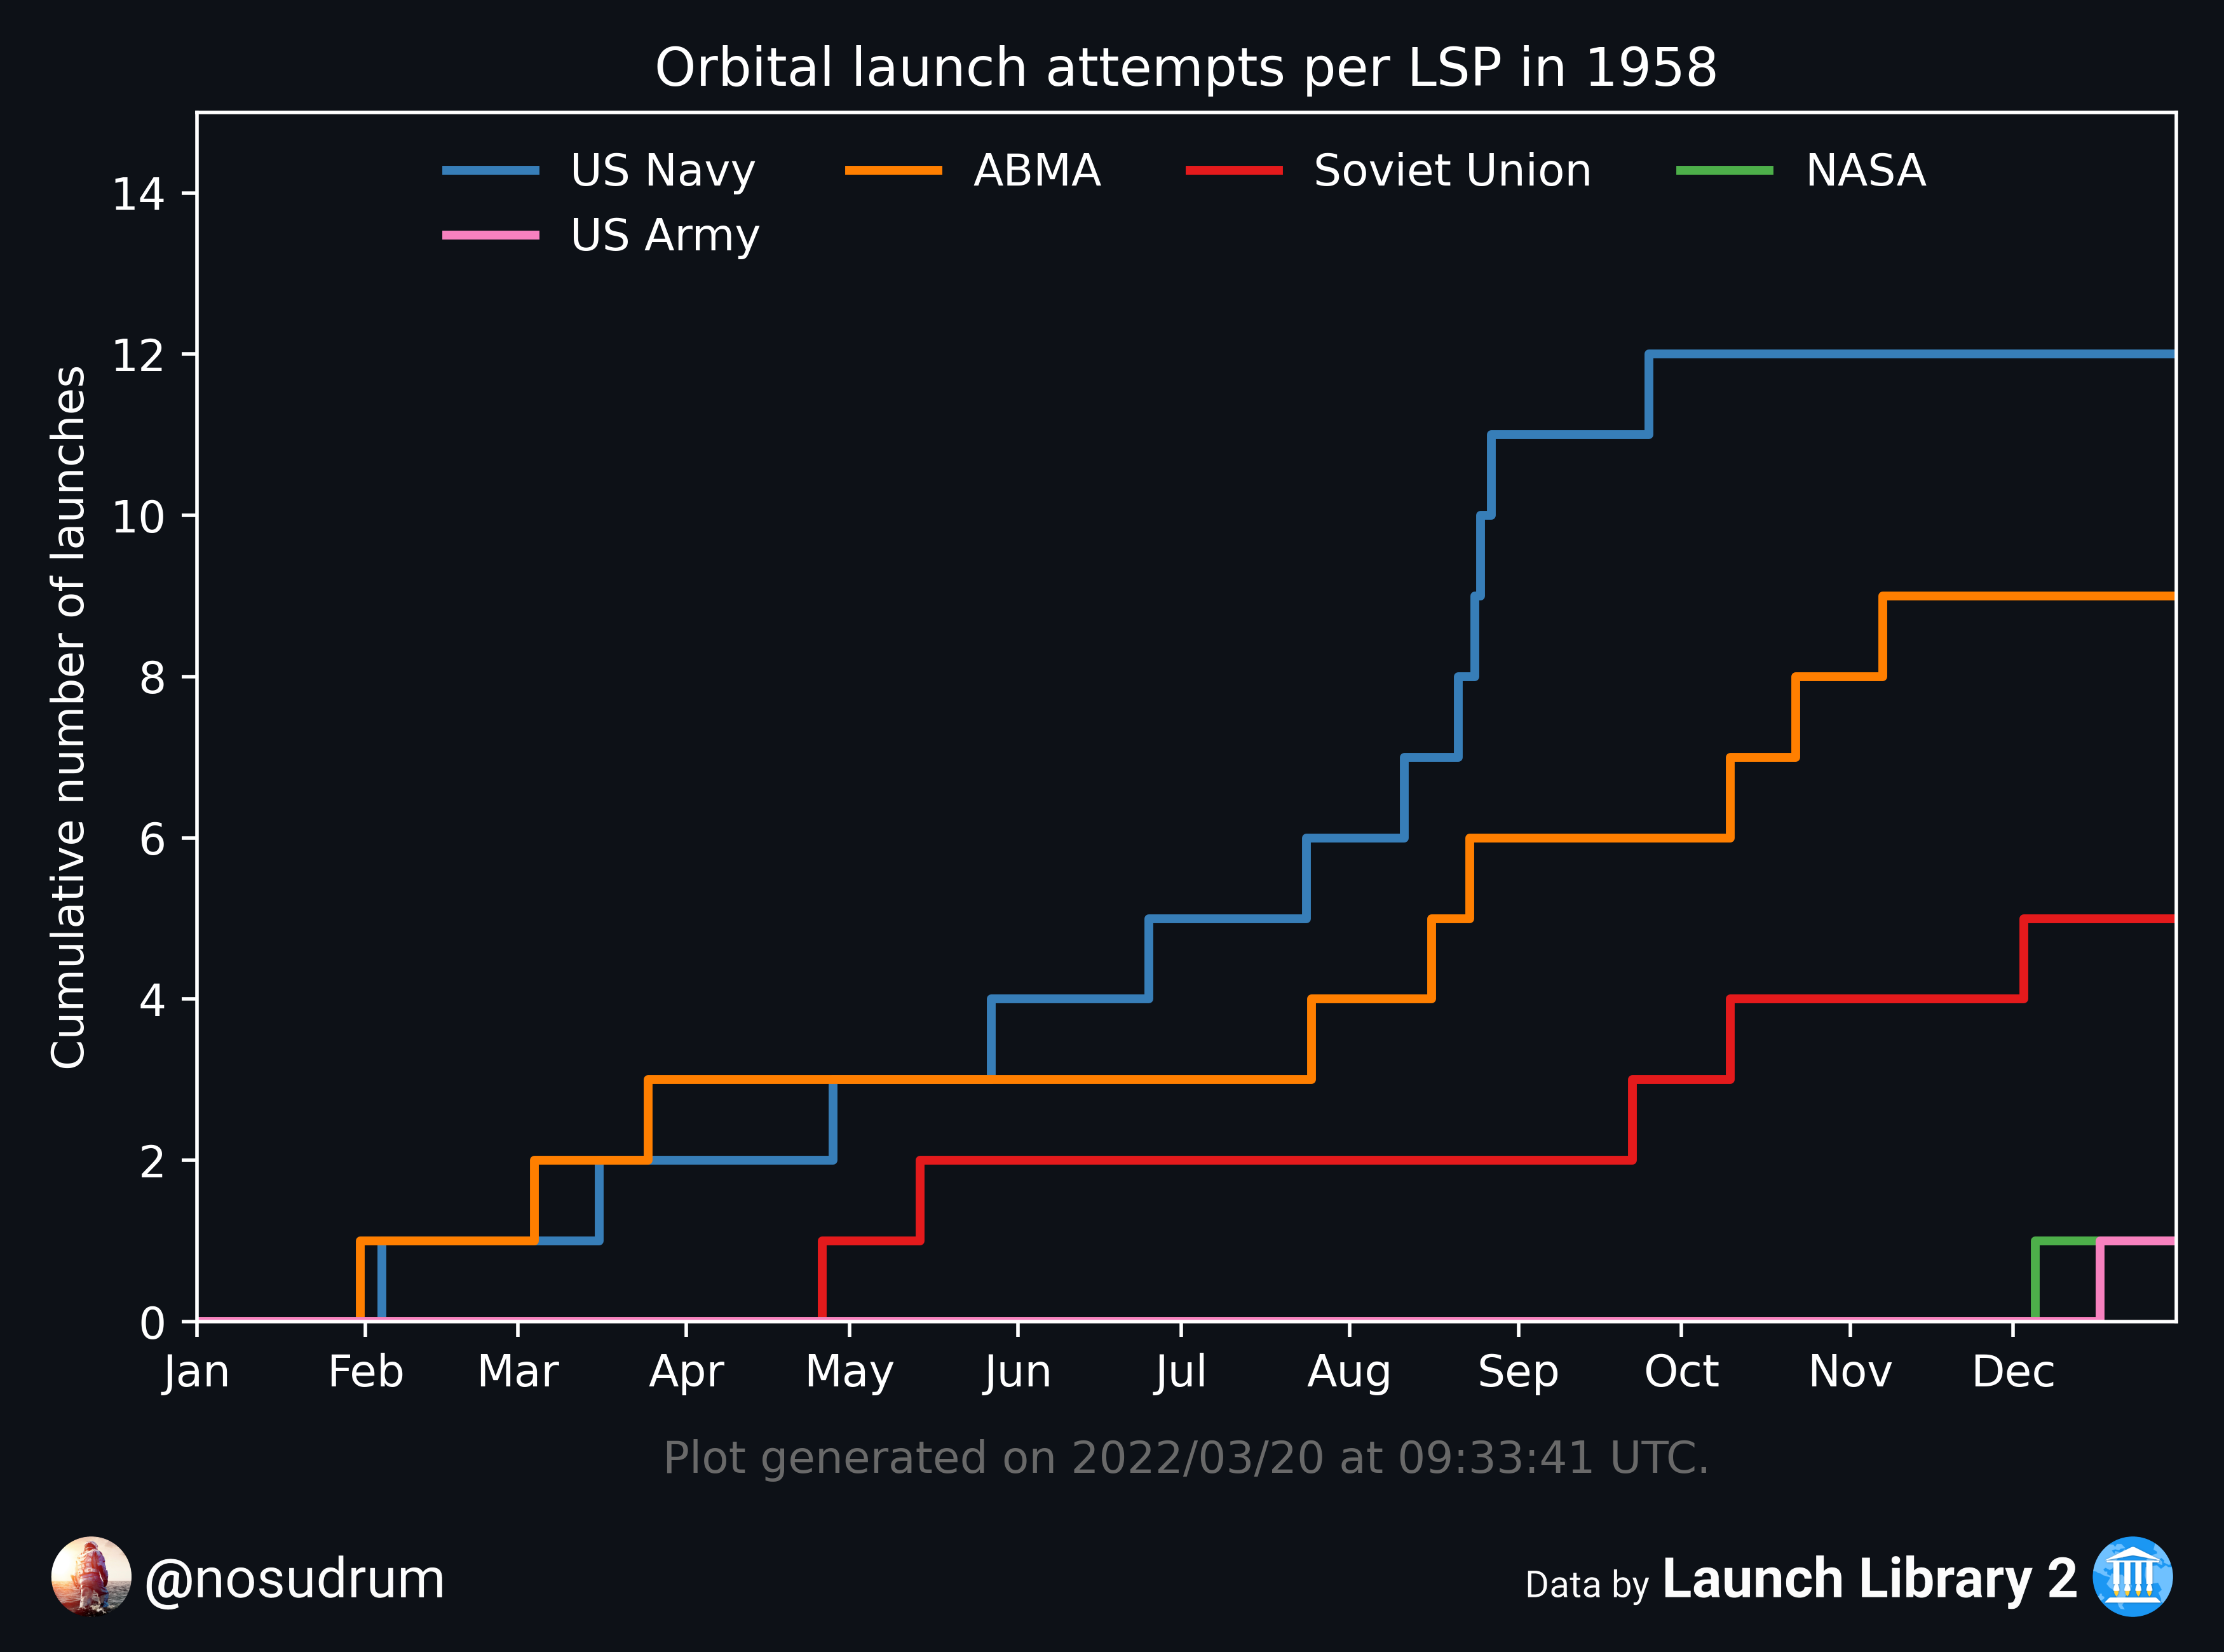 Orbital launch attempts per LSP in 1958
US Navy ABMA Soviet Union NASA
US Army
14
12
10
8
6
4
2
0
Cumulative number of launches
Jan Feb Mar Apr May Jun Jul Aug Sep Oct Nov Dec
Plot generated on 2022/03/20 at 09:33:41 UTC.
@nosudrum
Data by Launch Library 2